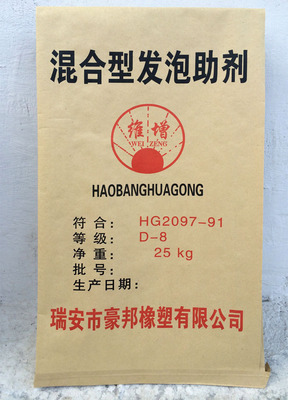 混合型发泡助剂
维增
WEI ZENG
HAOBANGHUAGONG
符合: HG2097-91
等级: D-8
净重: 25 kg
批号:
生产日期:
瑞安市豪邦橡塑有限公司